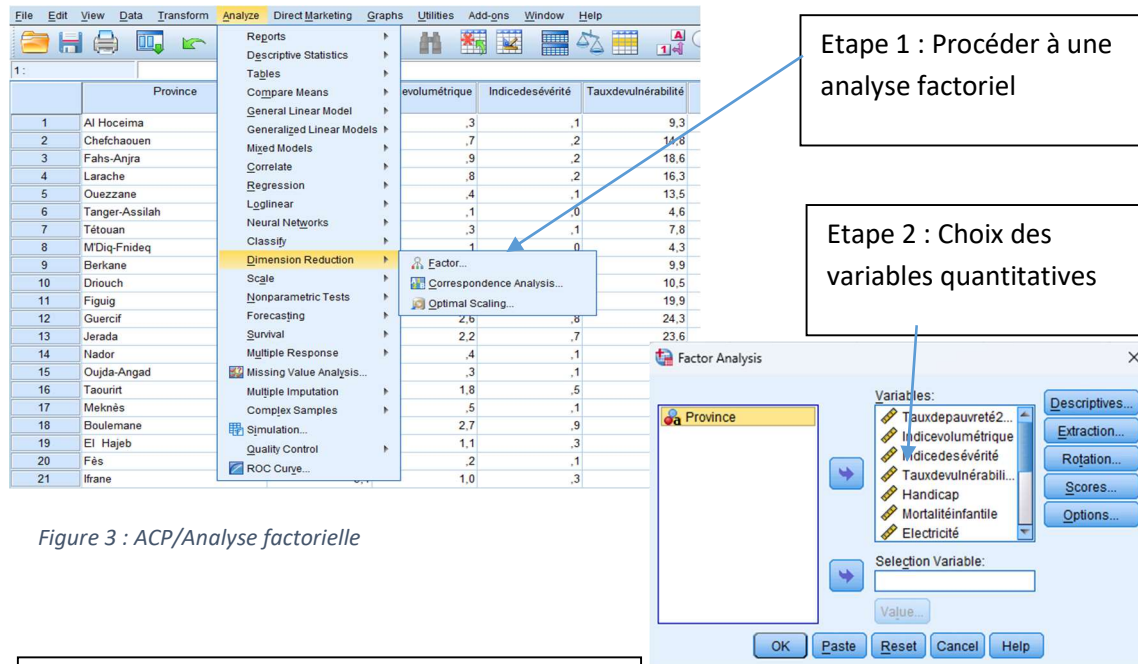 File Edit View Data Transform Analyze Direct Marketing Graphs Utilities Add-ons Window Help
1 :
Province evolumétrique Indicedesévérité Tauxdevulnérabilité
1 Al Hoceima ,3 ,1 9,3
2 Chefchaouen ,7 ,2 14,8
3 Fahs-Anjra ,9 ,2 18,6
4 Larache ,8 ,2 16,3
5 Ouezzane ,4 ,1 13,5
6 Tanger-Assilah ,1 ,0 4,6
7 Tétouan ,3 ,1 7,8
8 M'Diq-Fnideq ,1 ,0 4,3
9 Berkane 9,9
10 Driouch 10,5
11 Figuig 19,9
12 Guercif 2,6 ,8 24,3
13 Jerada 2,2 ,7 23,6
14 Nador ,4 ,1
15 Oujda-Angad ,3 ,1
16 Taourirt 1,8 ,5
17 Meknès ,5 ,1
18 Boulemane 2,7 ,9
19 El Hajeb 1,1 ,3
20 Fès ,2 ,1
21 Ifrane 1,0 ,3
Reports
Descriptive Statistics
Tables
Compare Means
General Linear Model
Generalized Linear Models
Mixed Models
Correlate
Regression
Loglinear
Neural Networks
Classify
Dimension Reduction
Scale
Nonparametric Tests
Forecasting
Survival
Multiple Response
Missing Value Analysis...
Multiple Imputation
Complex Samples
Simulation...
Quality Control
ROC Curve...
Factor...
Correspondence Analysis...
Optimal Scaling...
Etape 1 : Procéder à une
analyse factoriel
Etape 2 : Choix des
variables quantitatives
Factor Analysis
Province
Variables:
Tauxdepauvreté2...
Indicevolumétrique
Indicedesévérité
Tauxdevulnérabili...
Handicap
Mortalitéinfantile
Electricité
Selection Variable:
Value...
Descriptives...
Extraction...
Rotation...
Scores...
Options...
OK Paste Reset Cancel Help
Figure 3 : ACP/Analyse factorielle